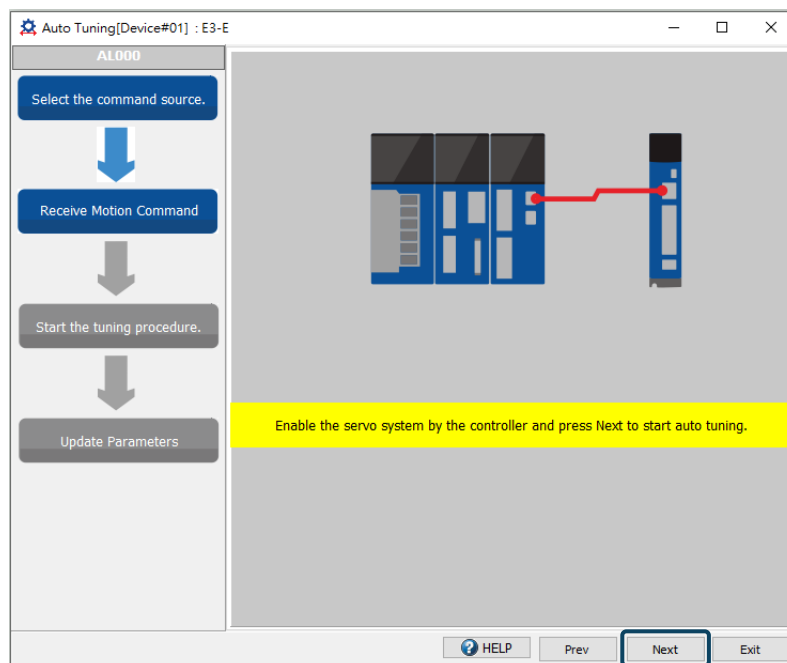 Auto Tuning[Device#01] : E3-E
AL000
Select the command source.
Receive Motion Command
Start the tuning procedure.
Update Parameters
Enable the servo system by the controller and press Next to start auto tuning.
HELP
Prev
Next
Exit